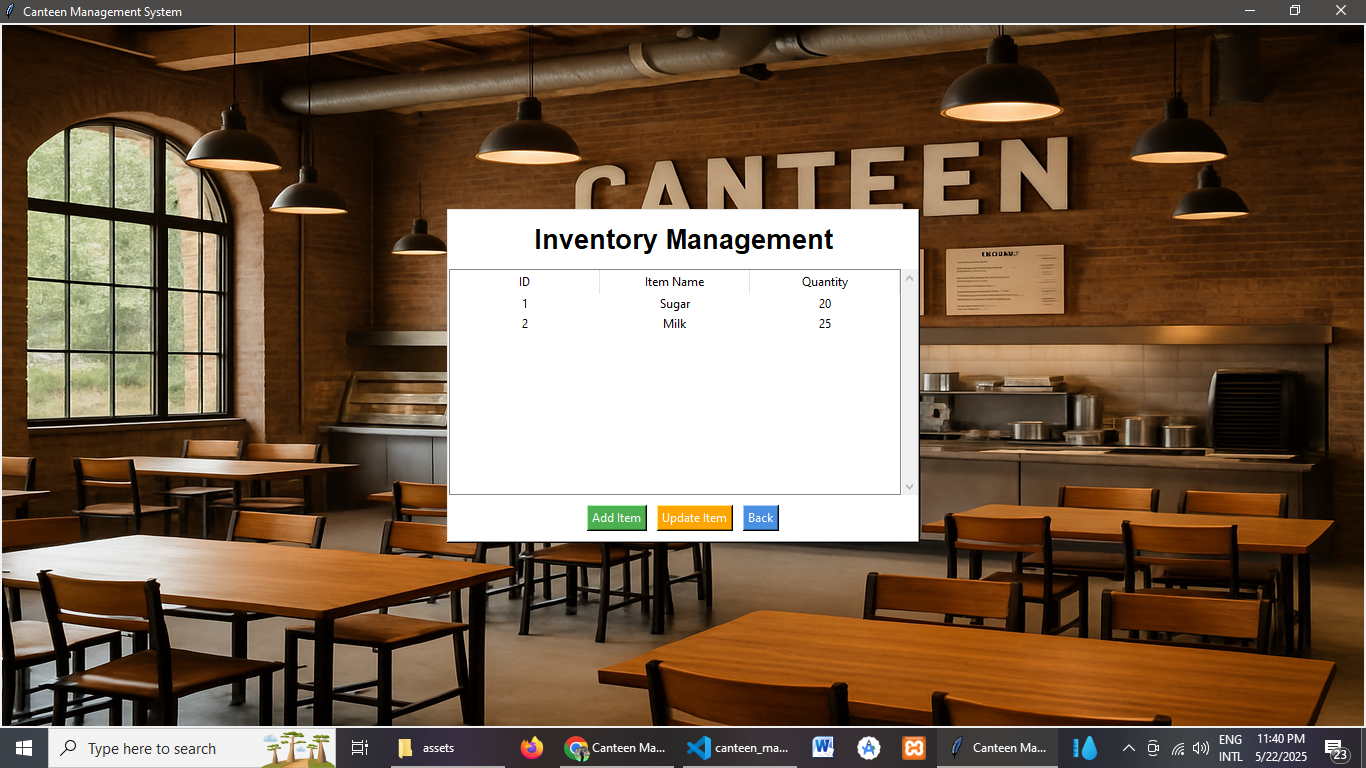 Canteen Management System
CANTEEN
Inventory Management
ID Item Name Quantity
1 Sugar 20
2 Milk 25
Add Item Update Item Back
Type here to search
assets
Canteen Ma...
canteen_ma...
Canteen Ma...
ENG
INTL
11:40 PM
5/22/2025
23